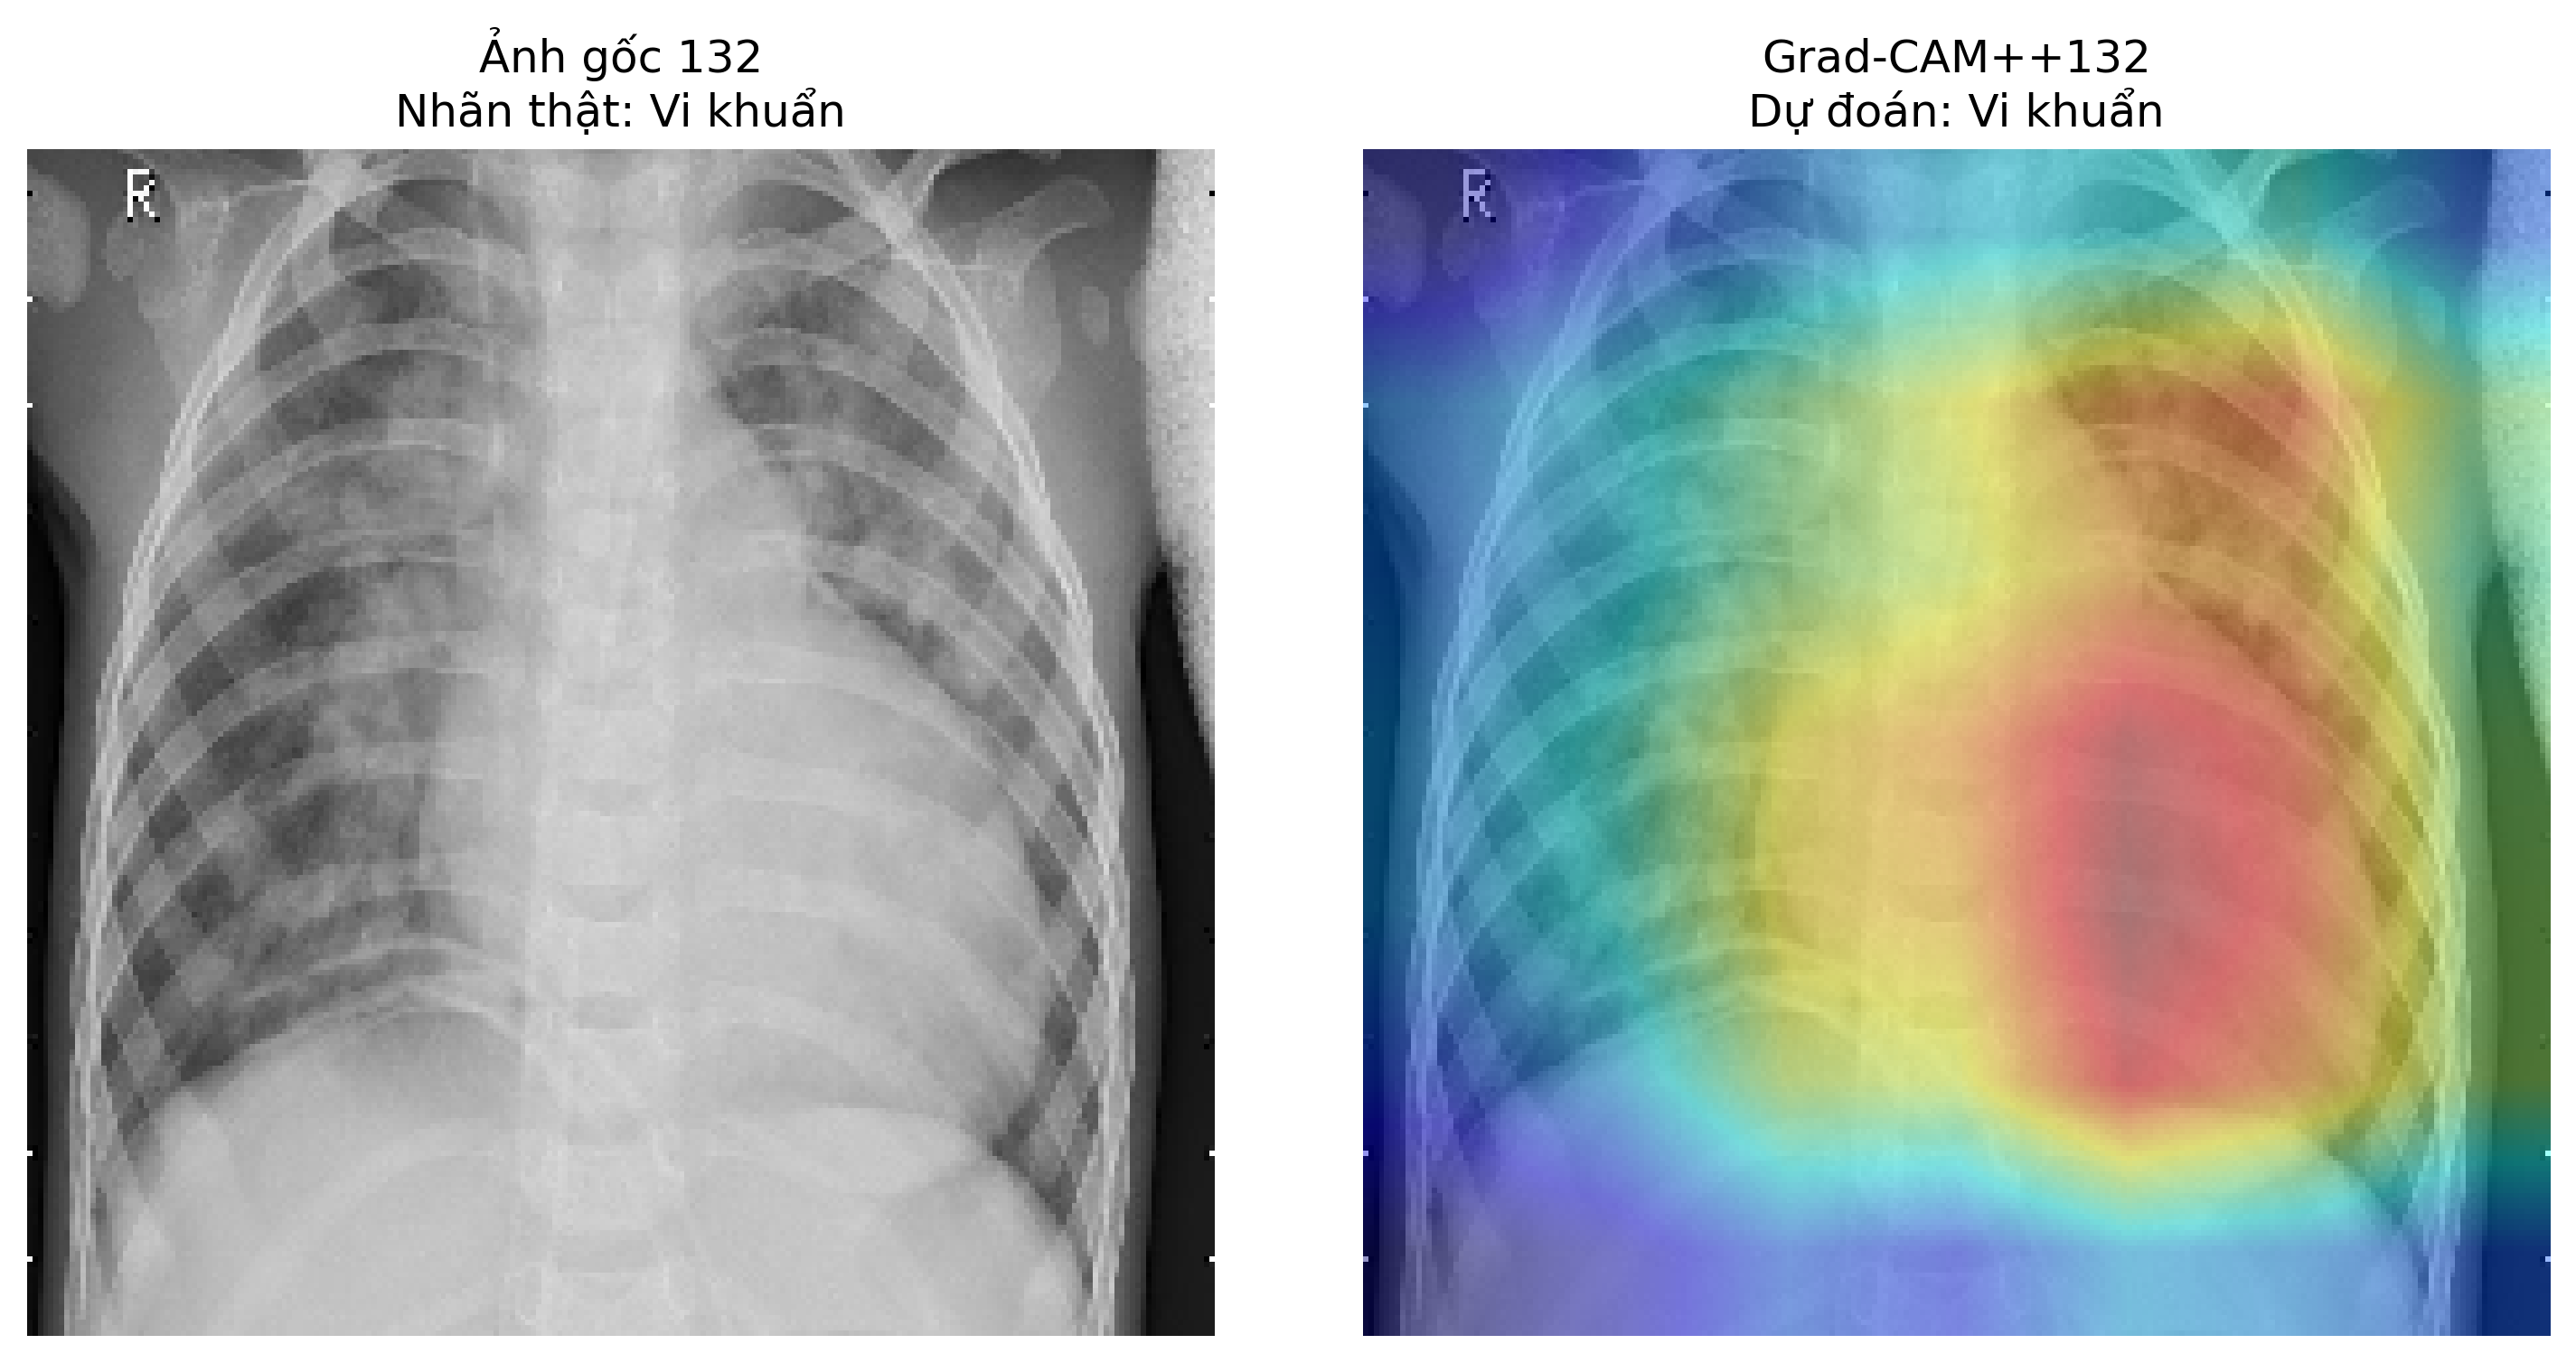 Ảnh gốc 132
Nhãn thật: Vi khuẩn
Grad-CAM++132
Dự đoán: Vi khuẩn
R
R